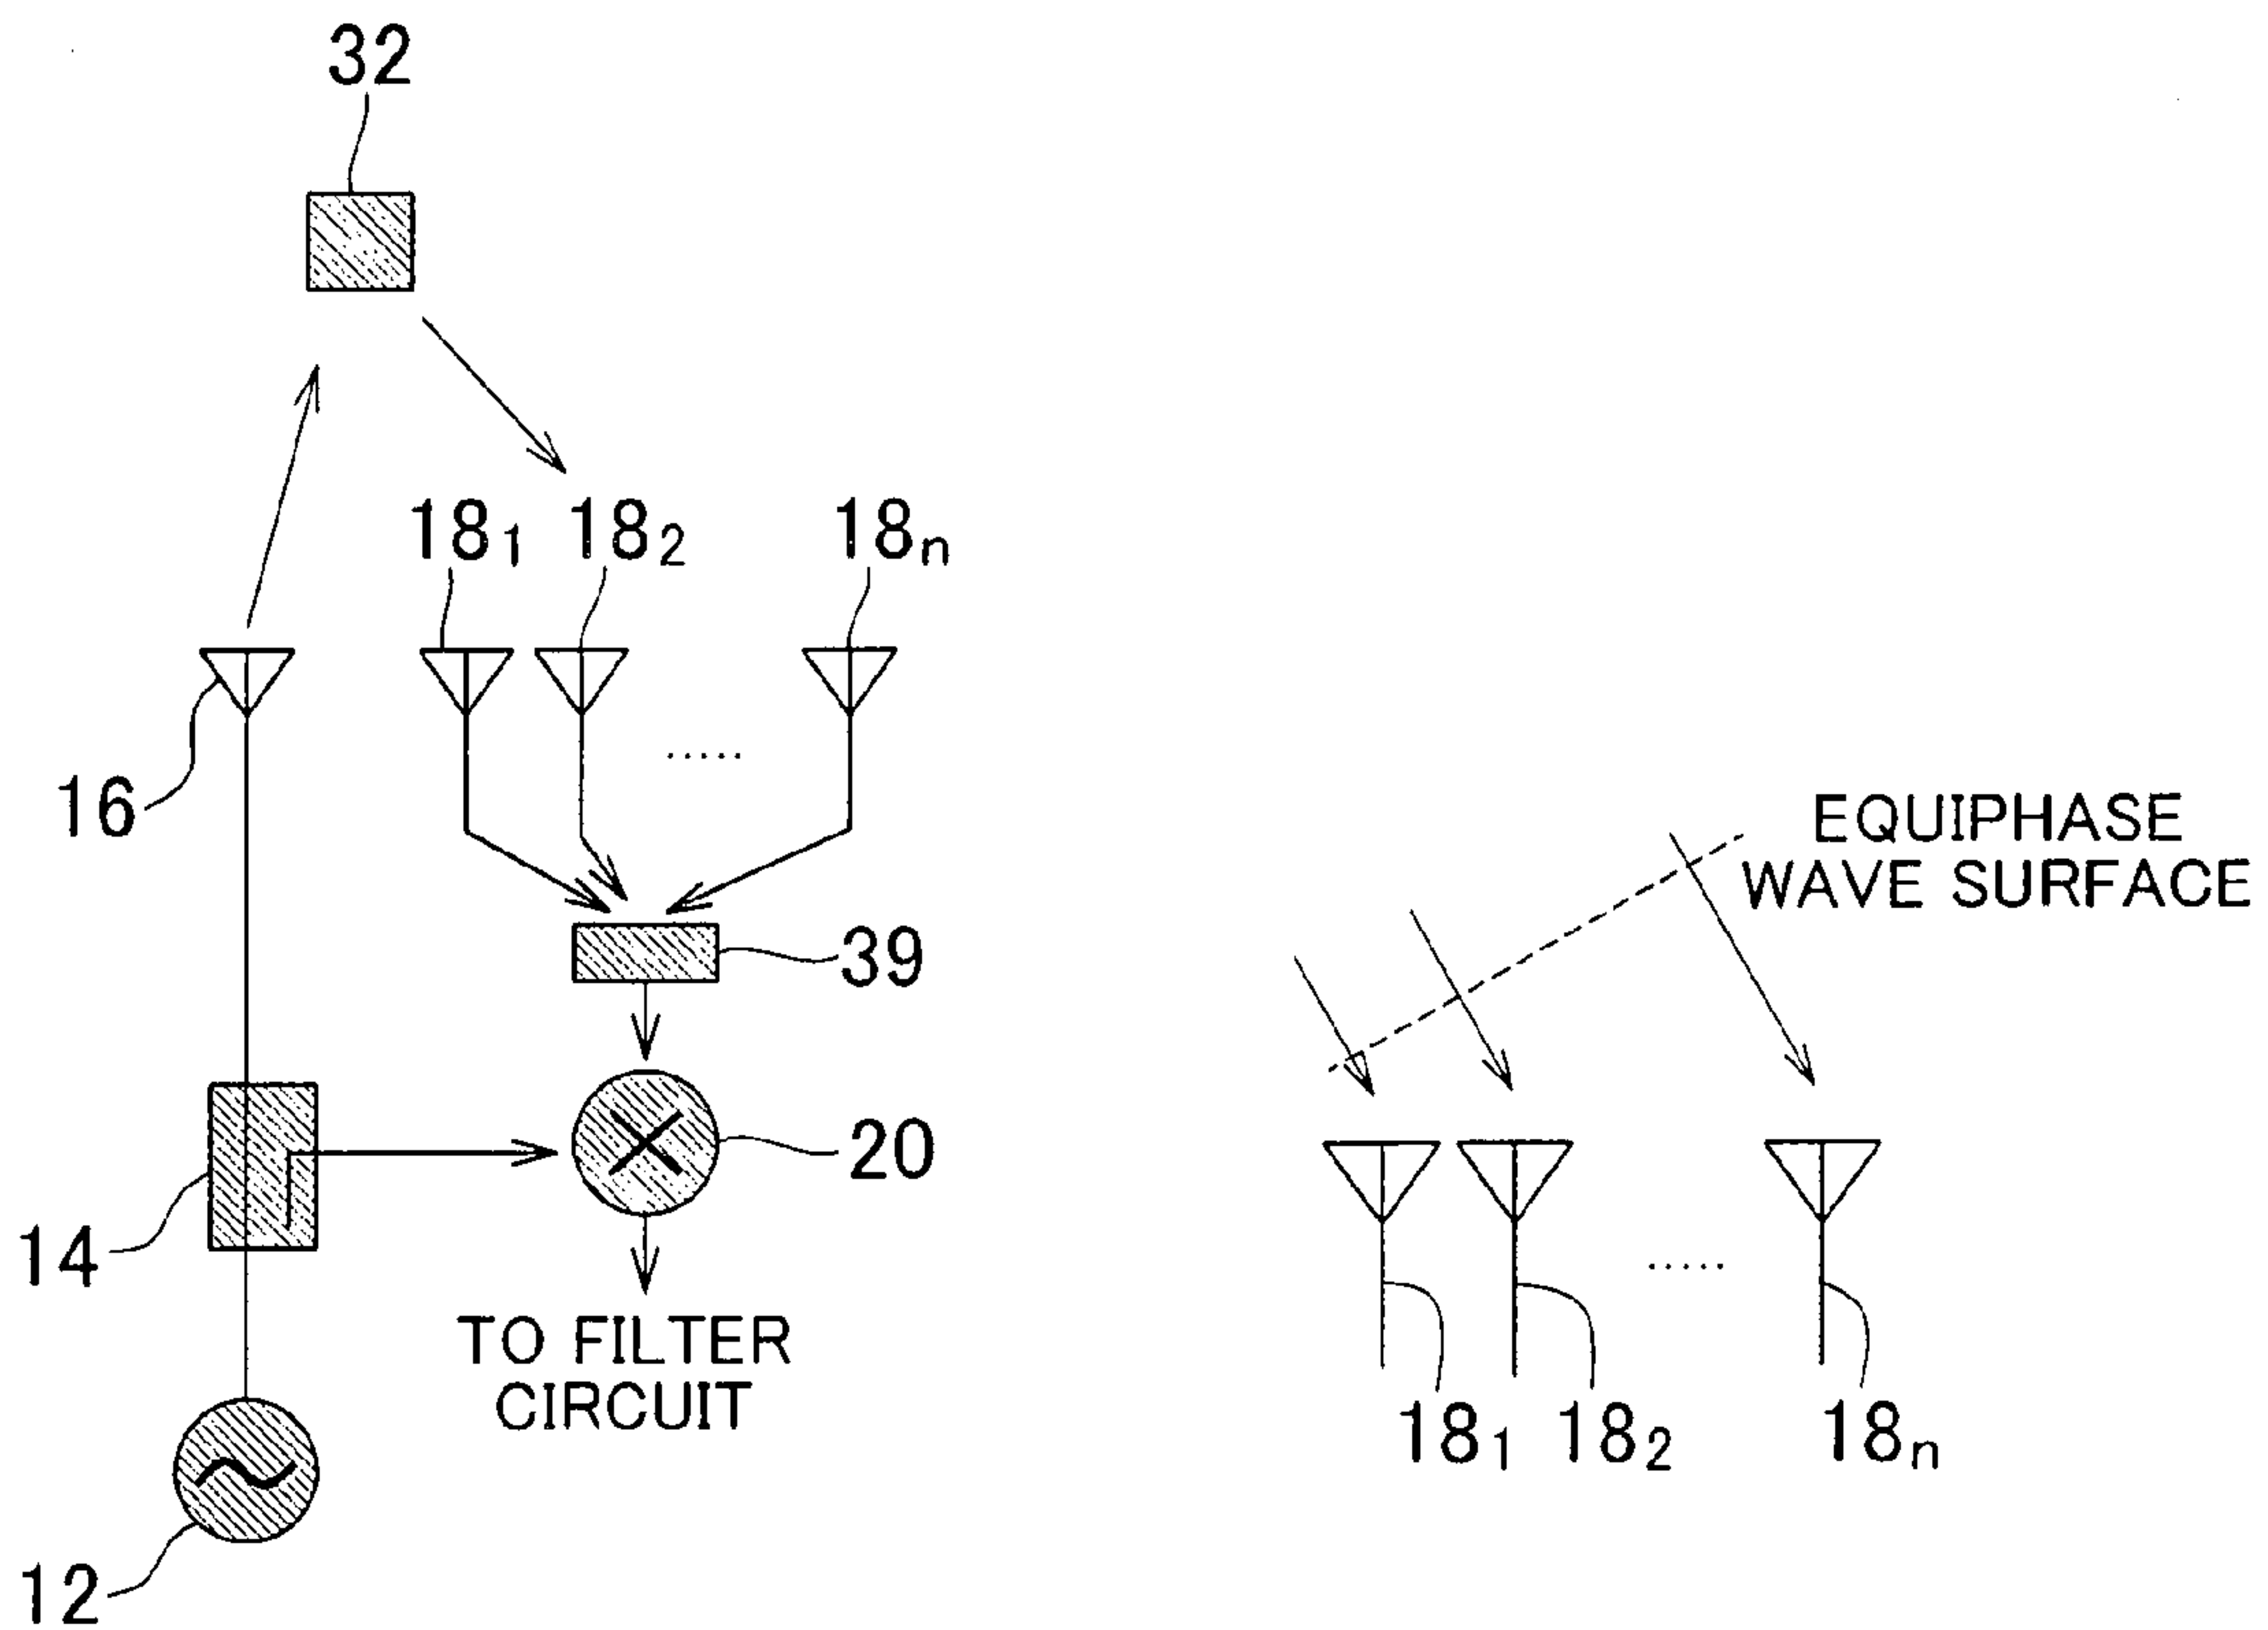 32
18₁ 18₂ 18ₙ
16
EQUIPHASE
WAVE SURFACE
39
20
14
TO FILTER
CIRCUIT
18₁ 18₂ 18ₙ
12